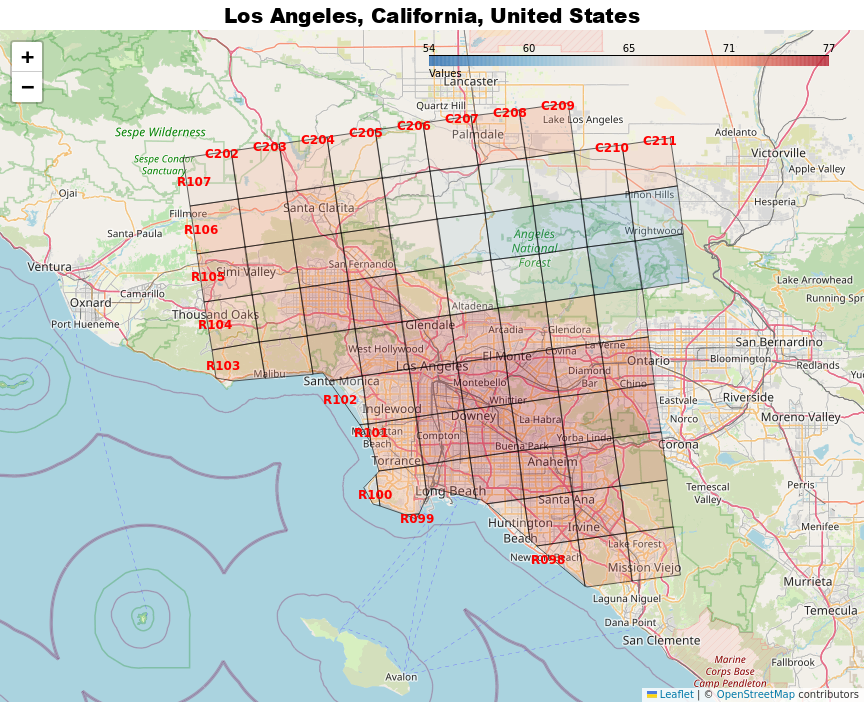 Los Angeles, California, United States
+
−
54 60 65 71 77
Values
Lancaster
Quartz Hill
C209
C208
Lake Los Angeles
C207
C206
Palmdale
C205
Adelanto
Sespe Wilderness
C204
C211
C203
C210
C202
Victorville
Sespe Condor
Sanctuary
Apple Valley
R107
Ojai
Pinon Hills
Hesperia
Santa Clarita
Fillmore
R106
Santa Paula
Angeles
National
Forest
Wrightwood
Ventura
San Fernando
Simi Valley
R105
Lake Arrowhead
Camarillo
Running Spr
Oxnard
Altadena
Thousand Oaks
Port Hueneme
R104
Glendale
Arcadia
Glendora
San Bernardino
La Verne
West Hollywood
Covina
El Monte
Ontario
Bloomington
Redlands
R103
Los Angeles
Malibu
Diamond
Bar
Santa Monica
Montebello
Chino
R102
Whittier
Eastvale
Riverside
Inglewood
Downey
La Habra
Norco
Moreno Valley
R101
Manhattan
Beach
Compton
Yorba Linda
Buena Park
Corona
Torrance
Anaheim
Perris
Temescal
Valley
R100
Long Beach
Santa Ana
R099
Huntington
Beach
Irvine
Menifee
Lake Forest
Newport Beach
R098
Mission Viejo
Murrieta
Laguna Niguel
Temecula
Dana Point
San Clemente
Marine
Corps Base
Camp Pendleton
Fallbrook
Avalon
Leaflet | © OpenStreetMap contributors